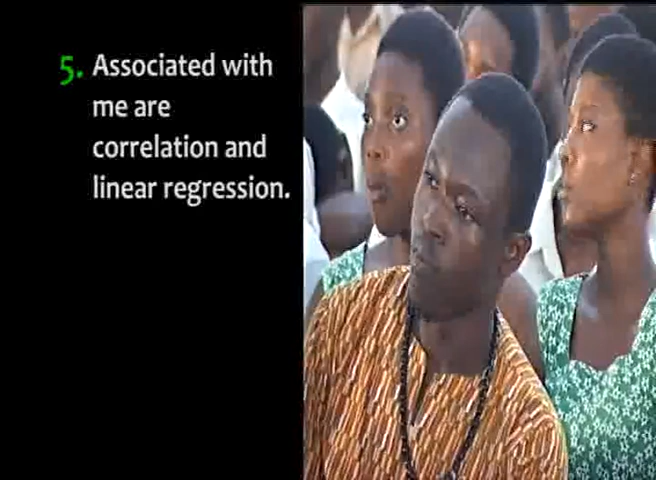 5. Associated with
me are
correlation and
linear regression.